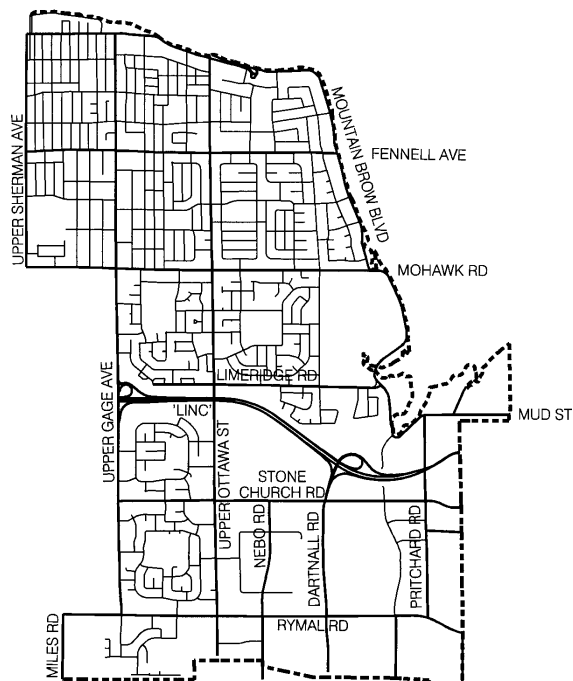 UPPER SHERMAN AVE
MOUNTAIN BROW BLVD
FENNELL AVE
MOHAWK RD
LIMERIDGE RD
UPPER GAGE AVE
'LINC'
MUD ST
UPPER OTTAWA ST
STONE
CHURCH RD
NEBO RD
DARTNALL RD
PRITCHARD RD
MILES RD
RYMAL RD